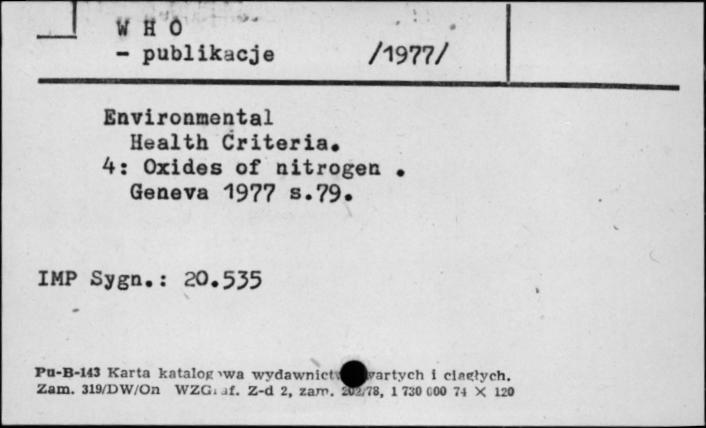 W H O
- publikacje /1977/
Environmental
Health Criteria.
4: Oxides of nitrogen .
Geneva 1977 s.79.
IMP Sygn.: 20.535
Pu-B-143 Karta katalogowa wydawnictw zwartych i ciągłych.
Zam. 319/DW/On WZGraf. Z-d 2, zam. 202/78, 1 730 000 74 × 120